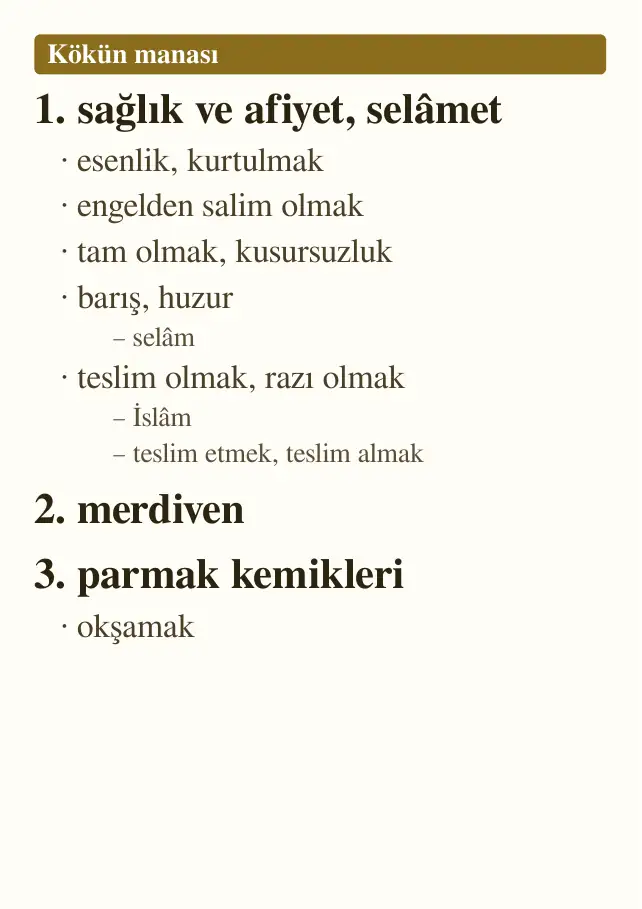 Kökün manası
1. sağlık ve afiyet, selâmet
· esenlik, kurtulmak
· engelden salim olmak
· tam olmak, kusursuzluk
· barış, huzur
– selâm
· teslim olmak, razı olmak
– İslâm
– teslim etmek, teslim almak
2. merdiven
3. parmak kemikleri
· okşamak